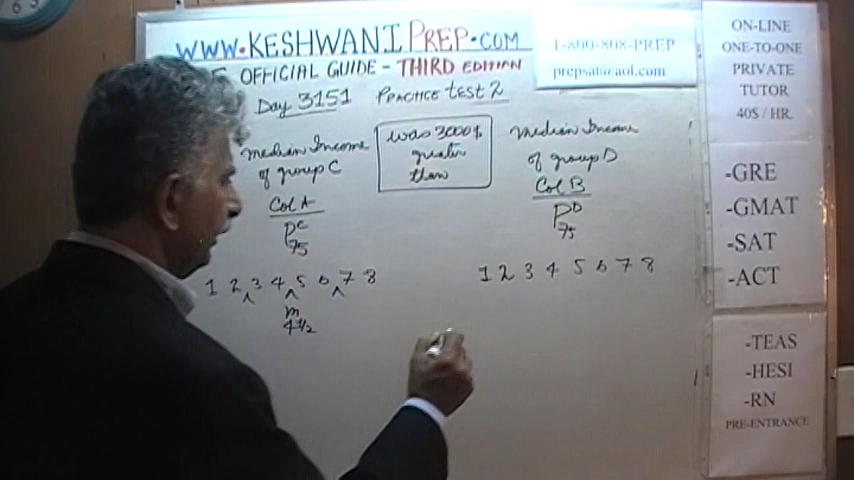 WWW.KESHWANIPREP.COM
OFFICIAL GUIDE - THIRD EDITION
Day 3151 PRACTICE test 2
1-800-808-PREP
prepsat@aol.com
ON-LINE
ONE-TO-ONE
PRIVATE
TUTOR
40$ / HR.
-GRE
-GMAT
-SAT
-ACT
-TEAS
-HESI
-RN
PRE-ENTRANCE
median Income
of group C
Col A
P C 75
was 3000$
greater
than
median Income
of group D
Col B
P D 75
1 2 3 4 5 6 7 8
m
4 1/2
1 2 3 4 5 6 7 8